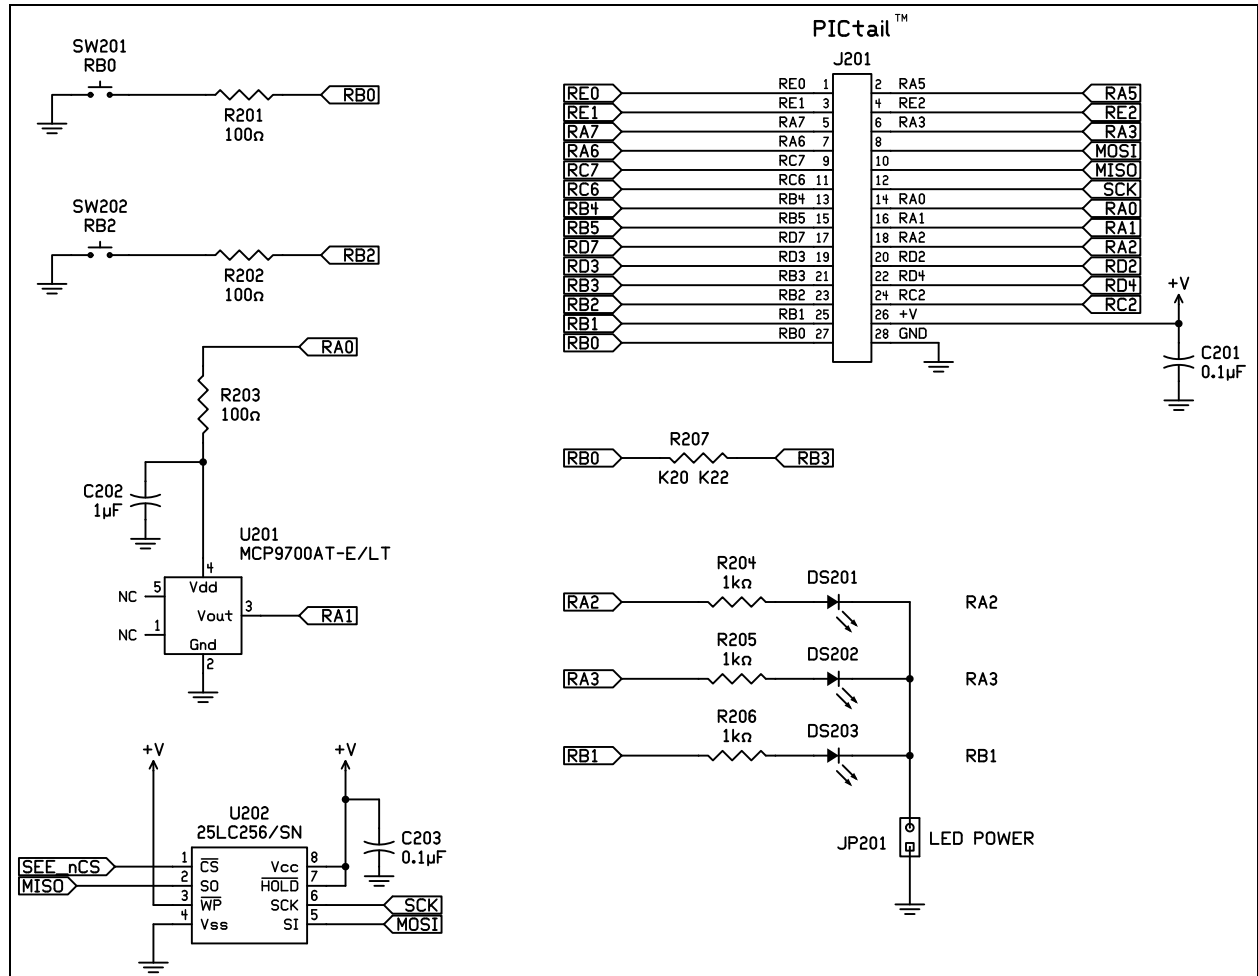 PICtail™
J201
SW201
RB0
R201
100Ω
RB0
SW202
RB2
R202
100Ω
RB2
RA0
R203
100Ω
C202
1µF
U201
MCP9700AT-E/LT
4
Vdd
NC 5
Vout 3
RA1
NC 1
Gnd
2
+V
+V
U202
25LC256/SN
C203
0.1µF
SEE_nCS 1 CS Vcc 8
MISO 2 SO HOLD 7
3 WP SCK 6 SCK
4 Vss SI 5 MOSI
RE0 RE0 1 2 RA5 RA5
RE1 RE1 3 4 RE2 RE2
RA7 RA7 5 6 RA3 RA3
RA6 RA6 7 8 MOSI
RC7 RC7 9 10 MISO
RC6 RC6 11 12 SCK
RB4 RB4 13 14 RA0 RA0
RB5 RB5 15 16 RA1 RA1
RD7 RD7 17 18 RA2 RA2
RD3 RD3 19 20 RD2 RD2
RB3 RB3 21 22 RD4 RD4
RB2 RB2 23 24 RC2 RC2
RB1 RB1 25 26 +V
RB0 RB0 27 28 GND
+V
C201
0.1µF
R207
RB0 RB3
K20 K22
R204
1kΩ
DS201
RA2 RA2
R205
1kΩ
DS202
RA3 RA3
R206
1kΩ
DS203
RB1 RB1
JP201 LED POWER